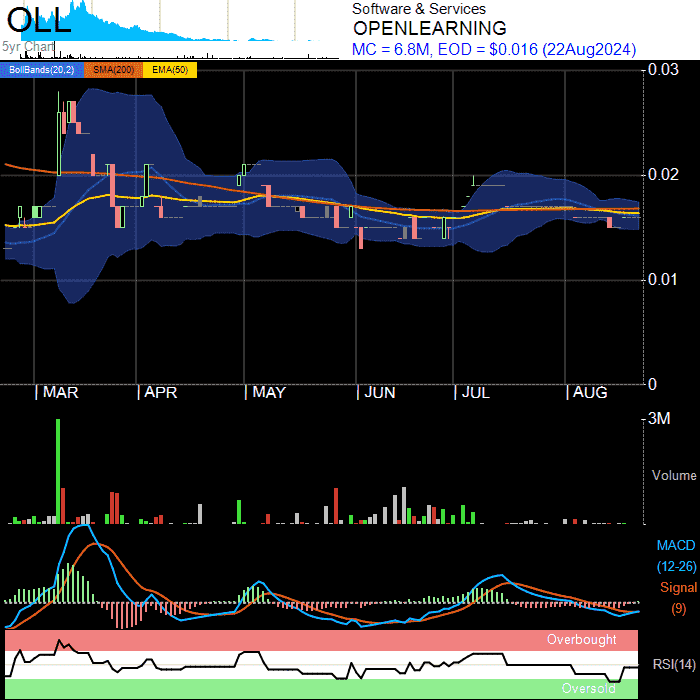 OLL
5yr Chart
Software & Services
OPENLEARNING
MC = 6.8M, EOD = $0.016 (22Aug2024)
BollBands(20,2) SMA(200) EMA(50)
0.03
0.02
0.01
0
| MAR | APR | MAY | JUN | JUL | AUG
3M
Volume
MACD
(12-26)
Signal
(9)
Overbought
RSI(14)
Oversold